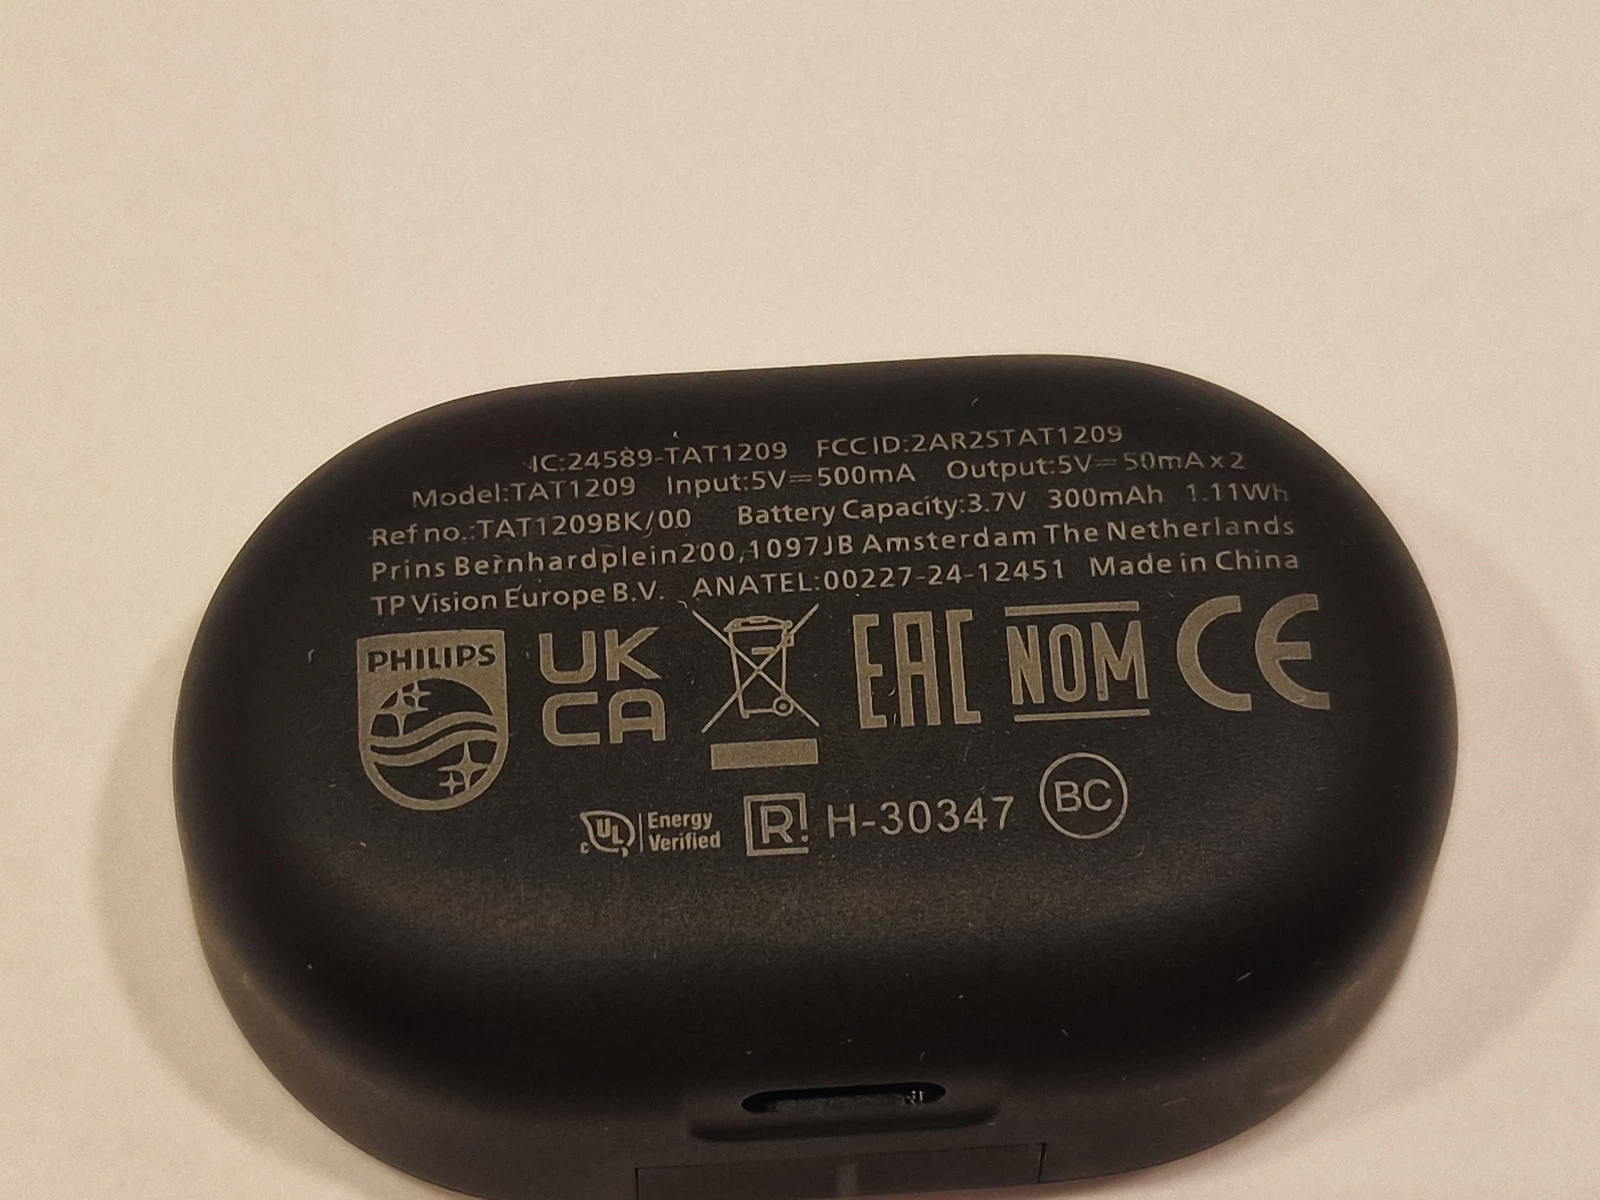 IC:24589-TAT1209 FCC ID:2AR2STAT1209
Model:TAT1209 Input:5V⎓500mA Output:5V⎓50mAx2
Ref no.:TAT1209BK/00 Battery Capacity:3.7V 300mAh 1.11Wh
Prins Bernhardplein200,1097JB Amsterdam The Netherlands
TP Vision Europe B.V. ANATEL:00227-24-12451 Made in China
PHILIPS UK CA EAC NOM CE
c UL Energy Verified R! H-30347 BC